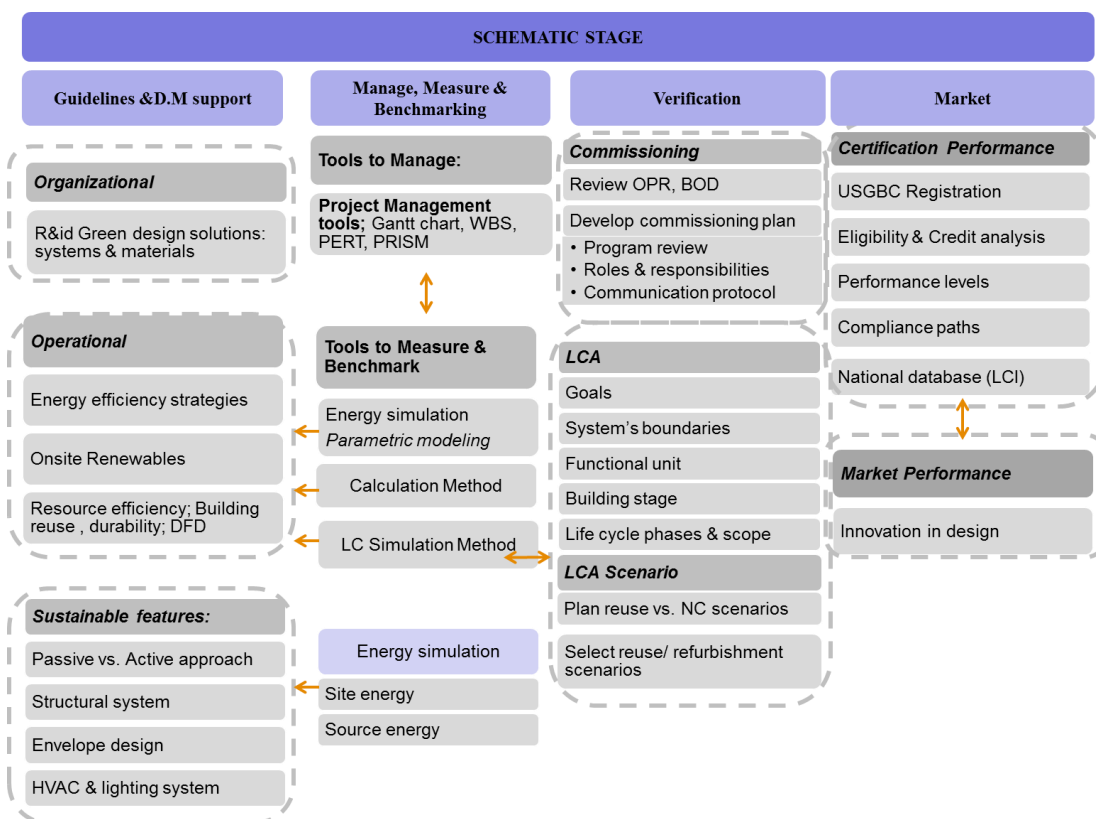 SCHEMATIC STAGE
Guidelines &D.M support
Organizational
R&id Green design solutions:
systems & materials
Operational
Energy efficiency strategies
Onsite Renewables
Resource efficiency; Building
reuse , durability; DFD
Sustainable features:
Passive vs. Active approach
Structural system
Envelope design
HVAC & lighting system
Manage, Measure &
Benchmarking
Tools to Manage:
Project Management
tools; Gantt chart, WBS,
PERT, PRISM
Tools to Measure &
Benchmark
Energy simulation
Parametric modeling
Calculation Method
LC Simulation Method
Energy simulation
Site energy
Source energy
Verification
Commissioning
Review OPR, BOD
Develop commissioning plan
• Program review
• Roles & responsibilities
• Communication protocol
LCA
Goals
System's boundaries
Functional unit
Building stage
Life cycle phases & scope
LCA Scenario
Plan reuse vs. NC scenarios
Select reuse/ refurbishment
scenarios
Market
Certification Performance
USGBC Registration
Eligibility & Credit analysis
Performance levels
Compliance paths
National database (LCI)
Market Performance
Innovation in design